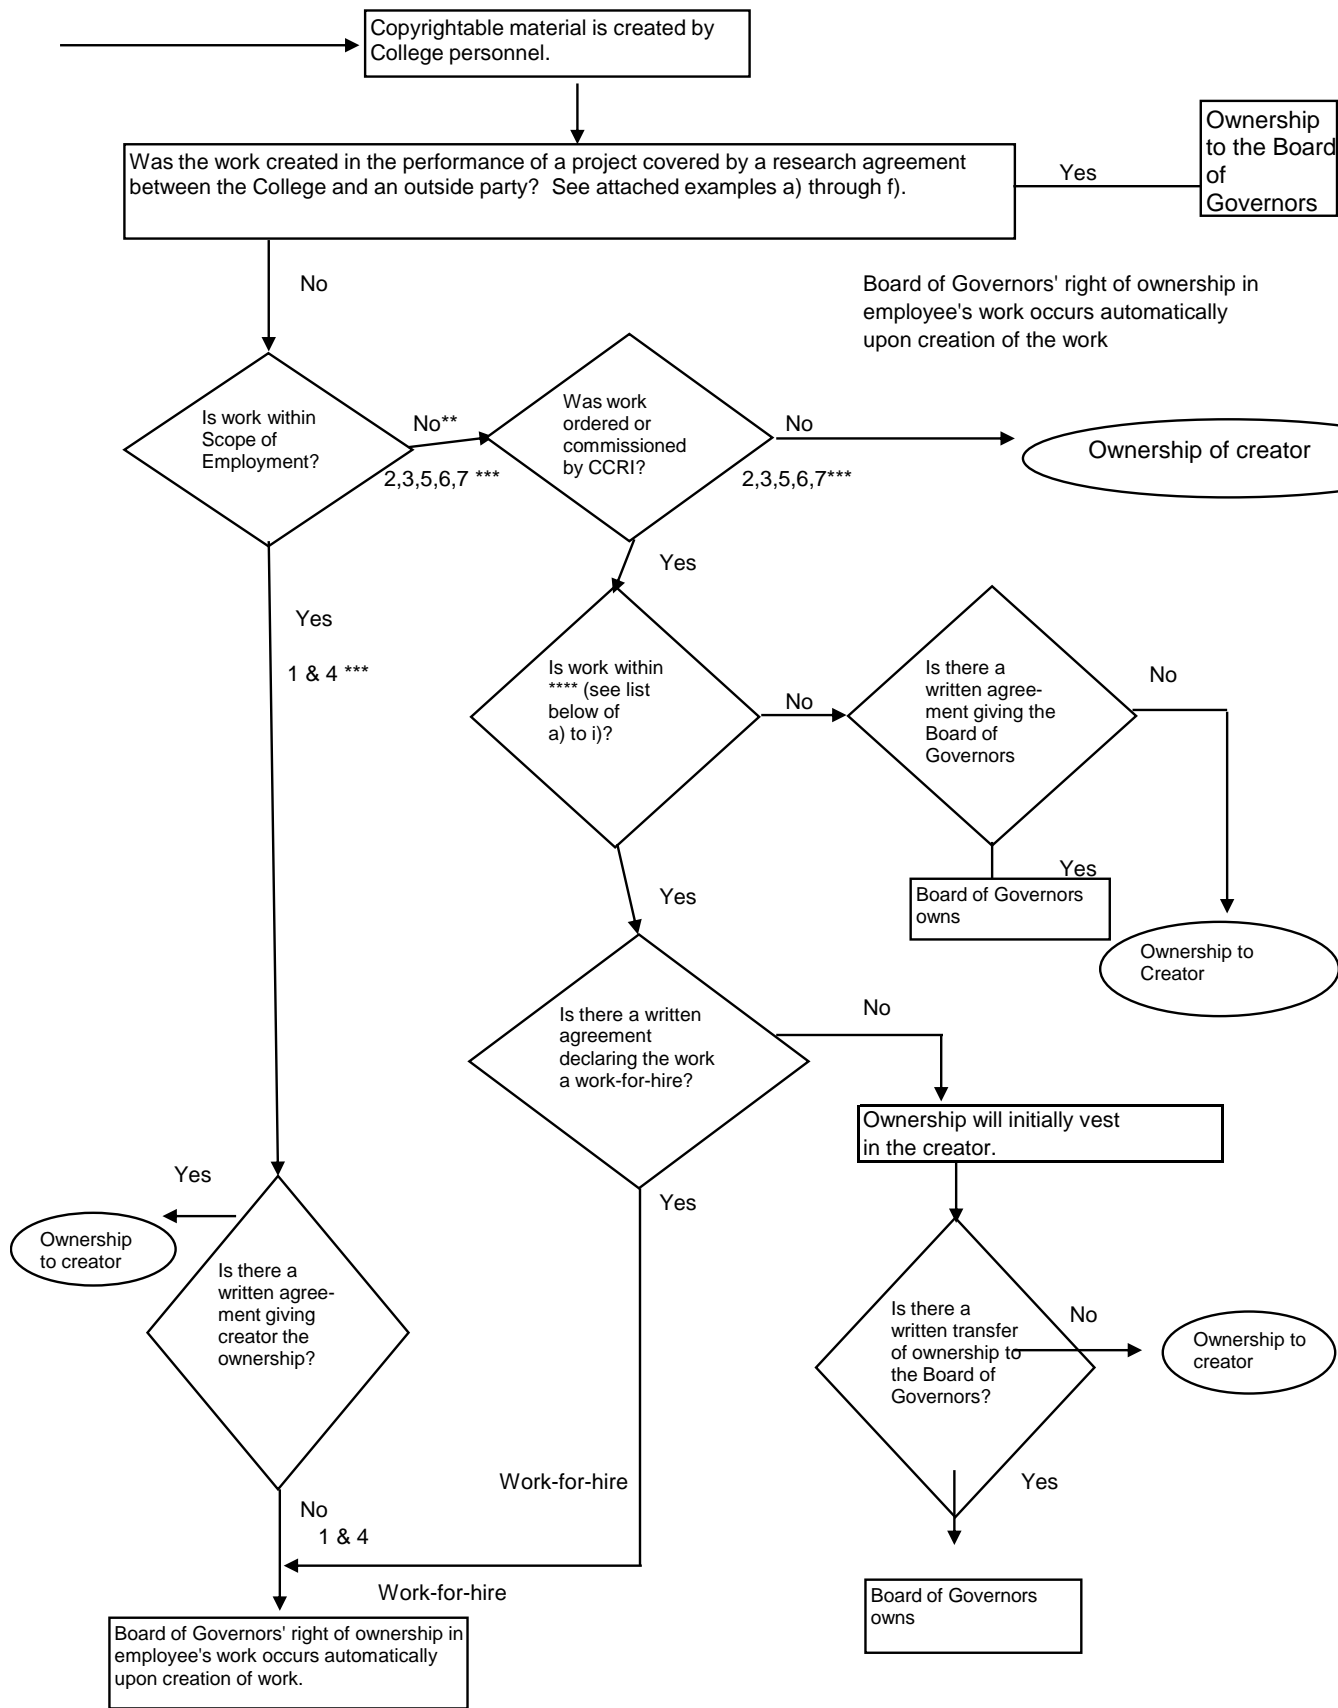 Copyrightable material is created by
College personnel.
Ownership
to the Board
of
Governors
Was the work created in the performance of a project covered by a research agreement
between the College and an outside party?  See attached examples a) through f).
Yes
No
Board of Governors' right of ownership in
employee's work occurs automatically
upon creation of the work
Is work within
Scope of
Employment?
No**
2,3,5,6,7 ***
Was work
ordered or
commissioned
by CCRI?
No
2,3,5,6,7***
Ownership of creator
Yes
Yes
1 & 4 ***
Is work within
**** (see list
below of
a) to i)?
No
Is there a
written agree-
ment giving the
Board of
Governors
No
Yes
Board of Governors
owns
Yes
Ownership to
Creator
Is there a written
agreement
declaring the work
a work-for-hire?
No
Ownership will initially vest
in the creator.
Yes
Yes
Ownership
to creator
Is there a
written agree-
ment giving
creator the
ownership?
Is there a
written transfer
of ownership to
the Board of
Governors?
No
Ownership to
creator
Work-for-hire
Yes
No
1 & 4
Work-for-hire
Board of Governors
owns
Board of Governors' right of ownership in
employee's work occurs automatically
upon creation of work.